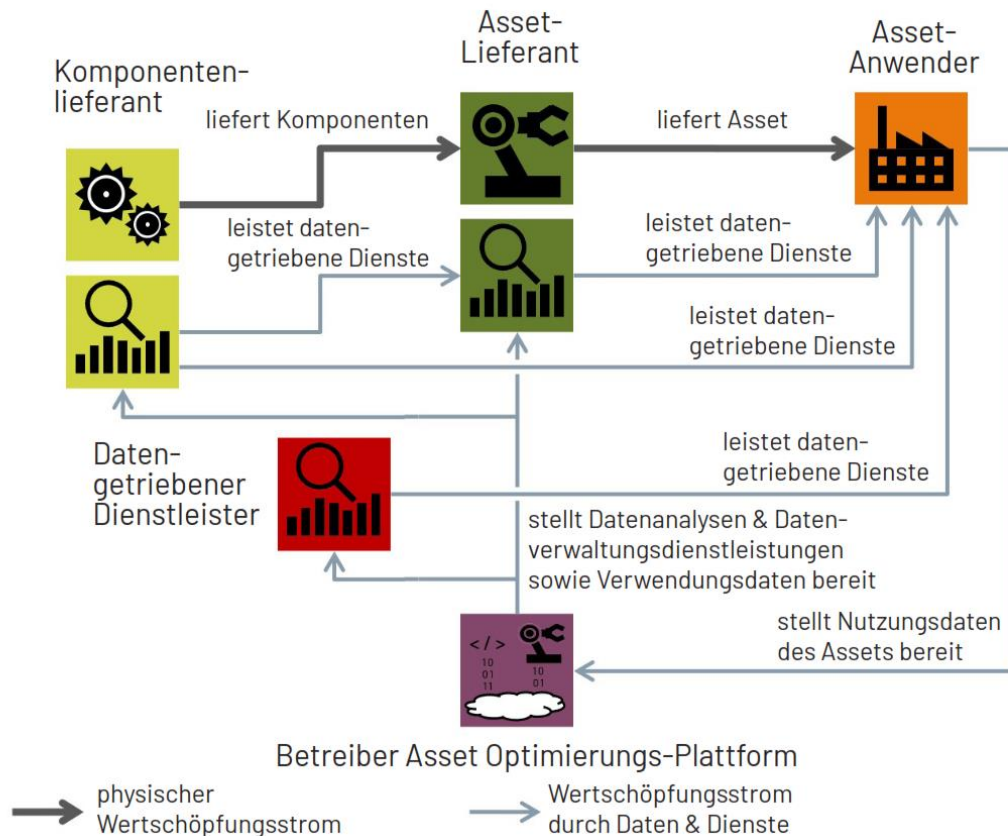 Asset-
Lieferant
Asset-
Anwender
Komponenten-
lieferant
liefert Komponenten
liefert Asset
leistet daten-
getriebene Dienste
leistet daten-
getriebene Dienste
leistet daten-
getriebene Dienste
Daten-
getriebener
Dienstleister
leistet daten-
getriebene Dienste
stellt Datenanalysen & Daten-
verwaltungsdienstleistungen
sowie Verwendungsdaten bereit
stellt Nutzungsdaten
des Assets bereit
</>
10
01
11
10
01
Betreiber Asset Optimierungs-Plattform
physischer
Wertschöpfungsstrom
Wertschöpfungsstrom
durch Daten & Dienste